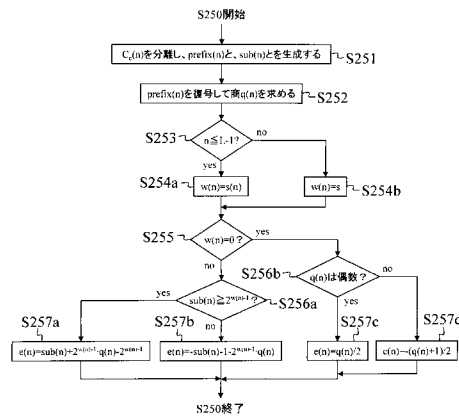 S250開始
Cₑ(n)を分離し、prefix(n)と、sub(n)とを生成する
S251
prefix(n)を復号して商q(n)を求める
S252
S253
n≦L-1?
no
yes
S254a
w(n)=s(n)
w(n)=s
S254b
S255
w(n)=0?
yes
no
S256b
q(n)は偶数?
no
yes
yes
sub(n)≧2^w(n)-1?
S256a
no
S257a
S257b
S257c
S257d
e(n)=sub(n)+2^w(n)-1·q(n)-2^w(n)-1
e(n)=-sub(n)-1-2^w(n)-1·q(n)
e(n)=q(n)/2
e(n)=-(q(n)+1)/2
S250終了